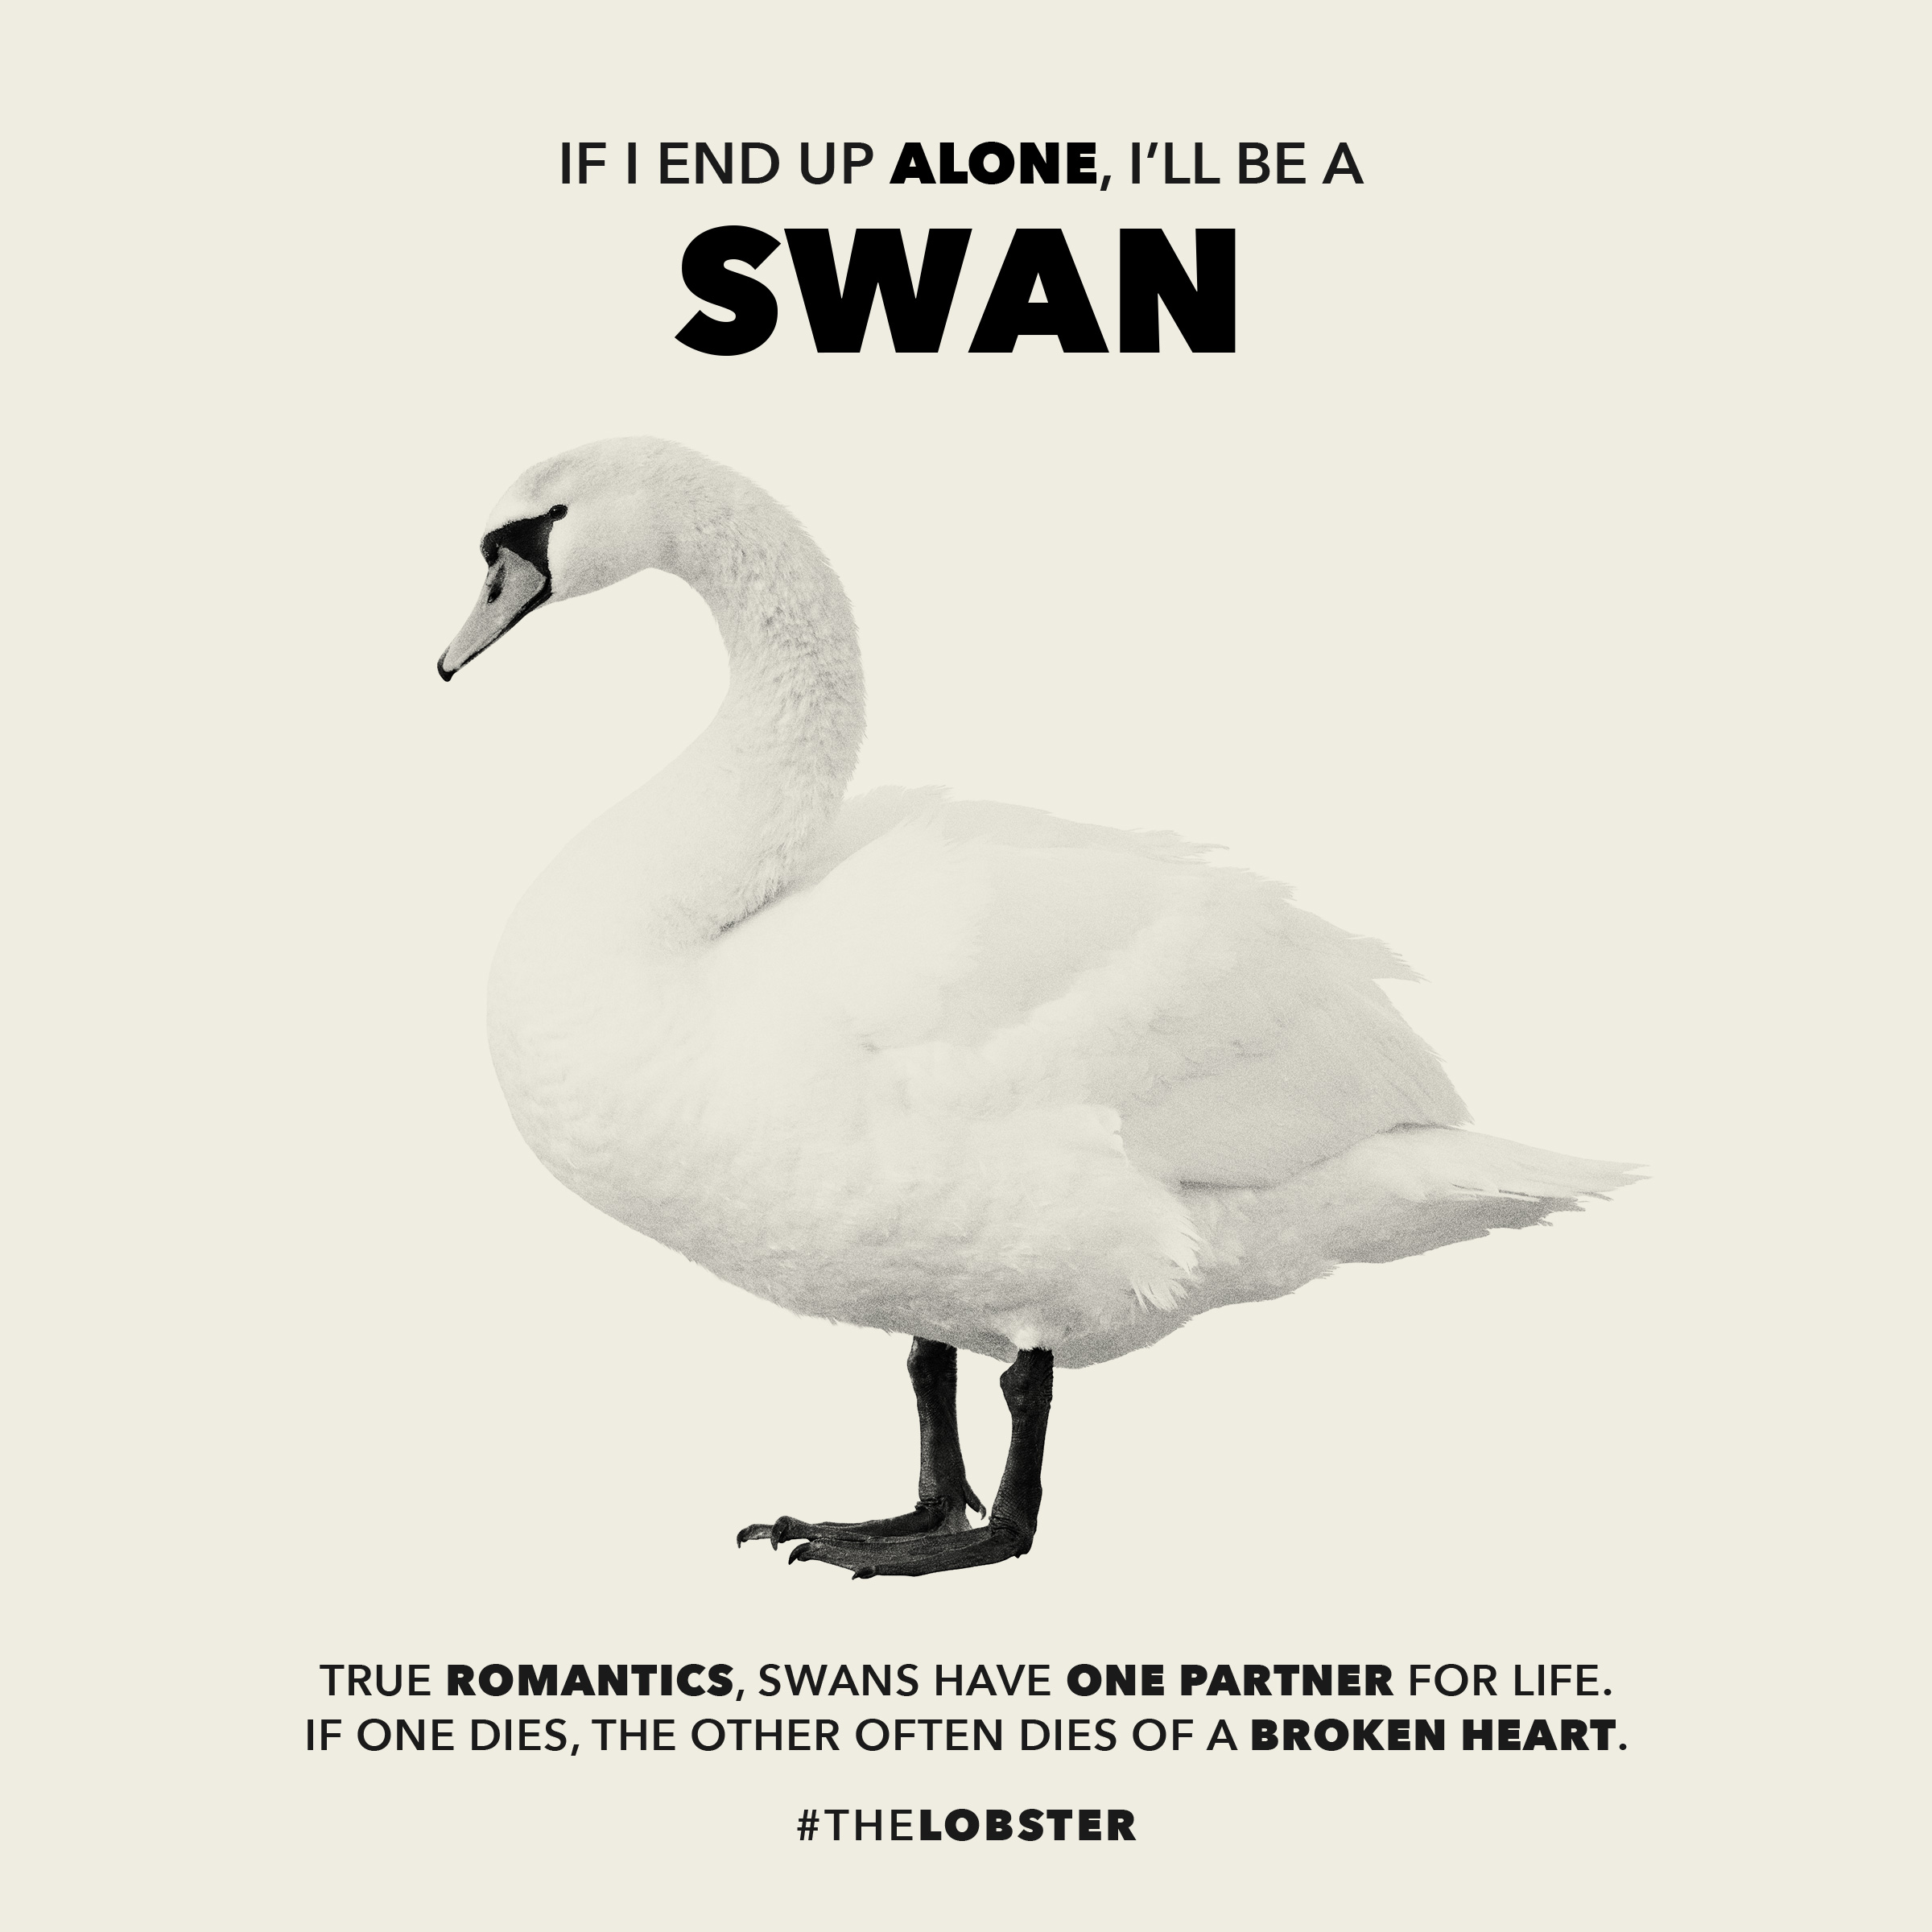 IF I END UP ALONE, I’LL BE A
SWAN
TRUE ROMANTICS, SWANS HAVE ONE PARTNER FOR LIFE.
IF ONE DIES, THE OTHER OFTEN DIES OF A BROKEN HEART.
#THELOBSTER